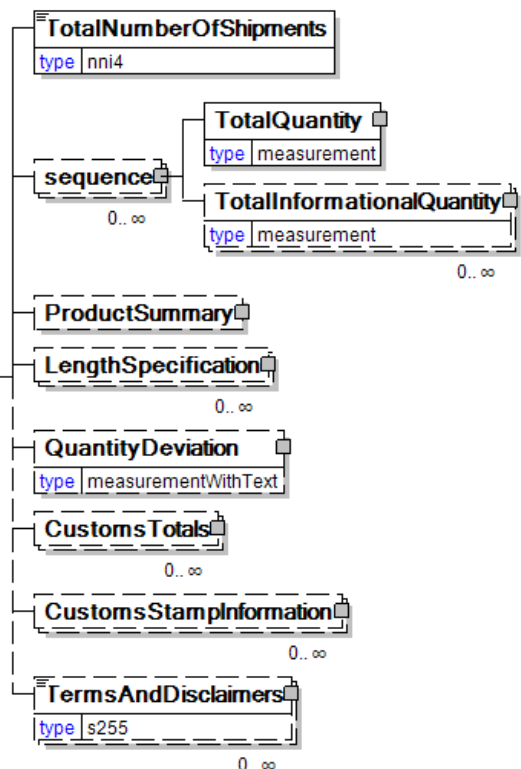 TotalNumberOfShipments
type nni4
TotalQuantity
type measurement
sequence
0..∞
TotalInformationalQuantity
type measurement
0..∞
ProductSummary
LengthSpecification
0..∞
QuantityDeviation
type measurementWithText
CustomsTotals
0..∞
CustomsStampInformation
0..∞
TermsAndDisclaimers
type s255
0..∞